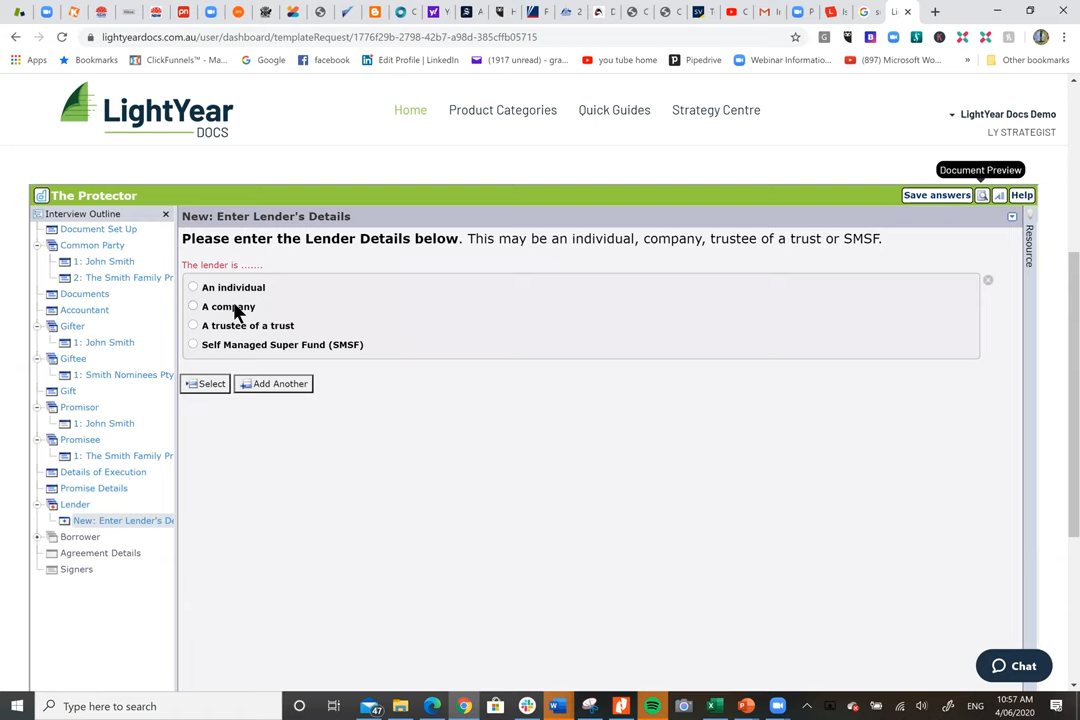 lightyeardocs.com.au/user/dashboard/templateRequest/1776f29b-2798-42b7-a98d-385cffb05715
Apps
Bookmarks
ClickFunnels™ - Ma...
Google
facebook
Edit Profile | LinkedIn
(1917 unread) - gra...
you tube home
Pipedrive
Webinar Informatio...
(897) Microsoft Wo...
»
Other bookmarks
LightYear
DOCS
Home
Product Categories
Quick Guides
Strategy Centre
LightYear Docs Demo
LY STRATEGIST
Document Preview
The Protector
Save answers
Help
Interview Outline
Document Set Up
Common Party
1: John Smith
2: The Smith Family Pr
Documents
Accountant
Gifter
1: John Smith
Giftee
1: Smith Nominees Pty
Gift
Promisor
1: John Smith
Promisee
1: The Smith Family Pr
Details of Execution
Promise Details
Lender
New: Enter Lender's De
Borrower
Agreement Details
Signers
New: Enter Lender's Details
Please enter the Lender Details below. This may be an individual, company, trustee of a trust or SMSF.
The lender is .......
An individual
A company
A trustee of a trust
Self Managed Super Fund (SMSF)
Select
Add Another
Resource
Chat
Type here to search
47
ENG
10:57 AM
4/06/2020